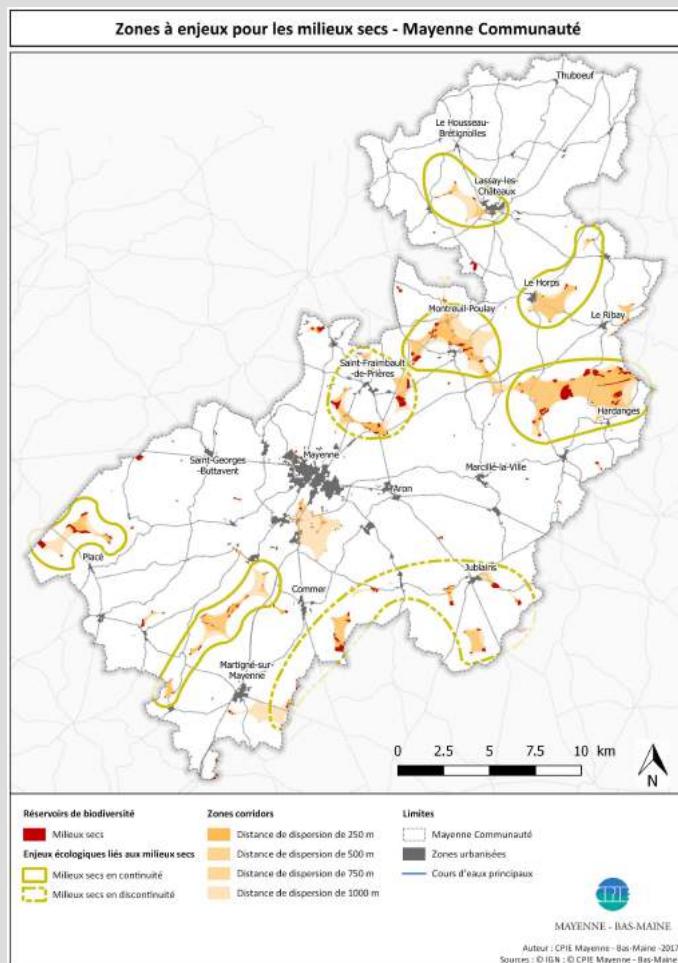 Zones à enjeux pour les milieux secs - Mayenne Communauté
Thuboeuf
Le Housseau-
Brétignolles
Lassay-les-
Châteaux
Le Horps
Montreuil-Poulay
Le Ribay
Saint-Fraimbault
-de-Prières
Hardanges
Mayenne
Saint-Georges
-Buttavent
Marcillé-la-Ville
Aron
Placé
Jublains
Commer
Martigné-sur-
Mayenne
0 2.5 5 7.5 10 km
N
Réservoirs de biodiversité
Milieux secs
Enjeux écologiques liés aux milieux secs
Milieux secs en continuité
Milieux secs en discontinuité
Zones corridors
Distance de dispersion de 250 m
Distance de dispersion de 500 m
Distance de dispersion de 750 m
Distance de dispersion de 1000 m
Limites
Mayenne Communauté
Zones urbanisées
Cours d'eaux principaux
CPIE
MAYENNE - BAS-MAINE
Auteur : CPIE Mayenne - Bas-Maine -2017
Sources : © IGN ; © CPIE Mayenne - Bas-Maine